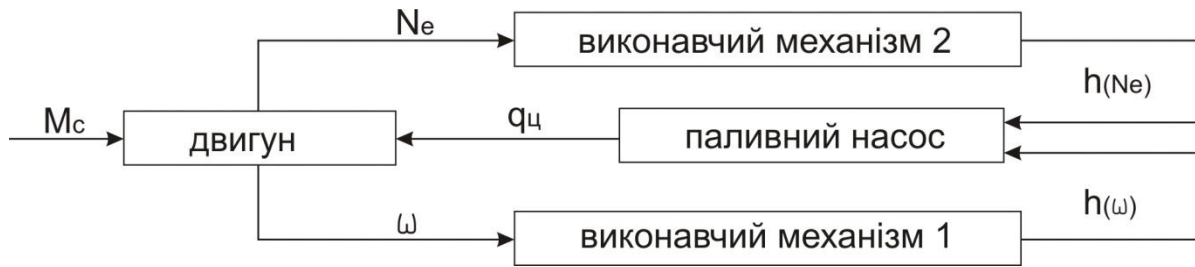 Ne
виконавчий механізм 2
h(Ne)
Mc
двигун
qц
паливний насос
ω
виконавчий механізм 1
h(ω)